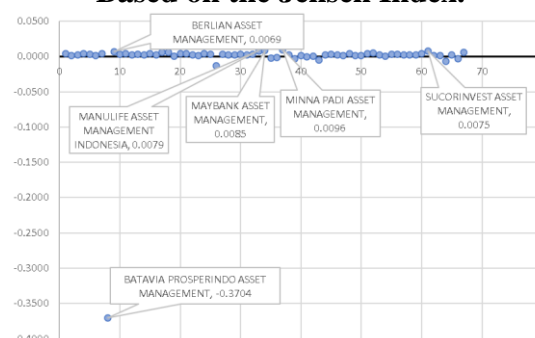 Based on the Jensen Index.
0.0500
BERLIAN ASSET
MANAGEMENT, 0.0069
0.0000
0
10
20
30
40
50
60
70
-0.0500
MANULIFE ASSET
MANAGEMENT
INDONESIA, 0.0079
MAYBANK ASSET
MANAGEMENT,
0.0085
MINNA PADI ASSET
MANAGEMENT,
0.0096
SUCORINVEST ASSET
MANAGEMENT,
0.0075
-0.1000
-0.1500
-0.2000
-0.2500
-0.3000
BATAVIA PROSPERINDO ASSET
MANAGEMENT, -0.3704
-0.3500
-0.4000